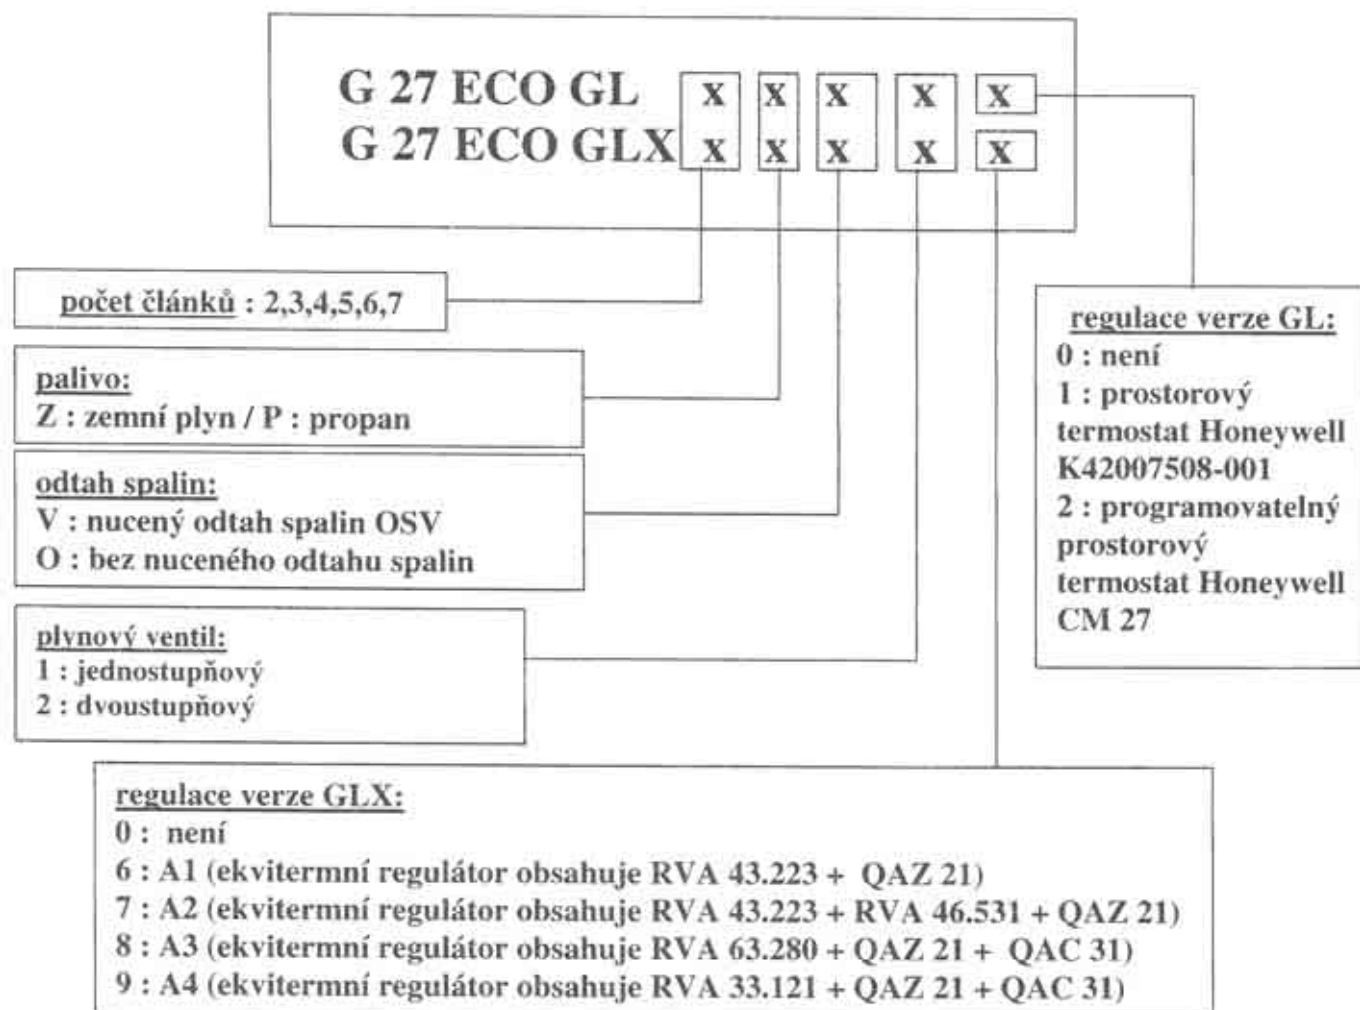 G 27 ECO GL x x x x x
G 27 ECO GLX x x x x x
počet článků : 2,3,4,5,6,7
palivo:
Z : zemní plyn / P : propan
odtah spalin:
V : nucený odtah spalin OSV
O : bez nuceného odtahu spalin
plynový ventil:
1 : jednostupňový
2 : dvoustupňový
regulace verze GL:
0 : není
1 : prostorový
termostat Honeywell
K42007508-001
2 : programovatelný
prostorový
termostat Honeywell
CM 27
regulace verze GLX:
0 : není
6 : A1 (ekvitermní regulátor obsahuje RVA 43.223 + QAZ 21)
7 : A2 (ekvitermní regulátor obsahuje RVA 43.223 + RVA 46.531 + QAZ 21)
8 : A3 (ekvitermní regulátor obsahuje RVA 63.280 + QAZ 21 + QAC 31)
9 : A4 (ekvitermní regulátor obsahuje RVA 33.121 + QAZ 21 + QAC 31)